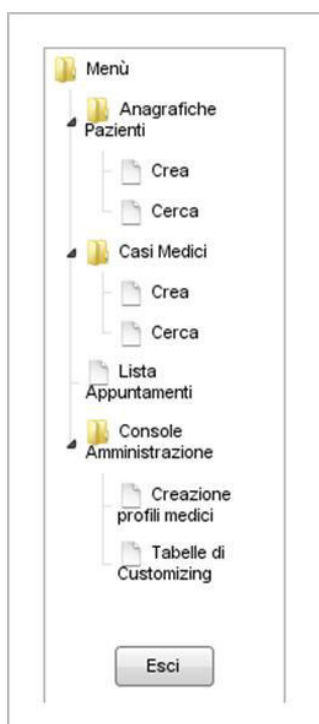 Menù
Anagrafiche
Pazienti
Crea
Cerca
Casi Medici
Crea
Cerca
Lista
Appuntamenti
Console
Amministrazione
Creazione
profili medici
Tabelle di
Customizing
Esci